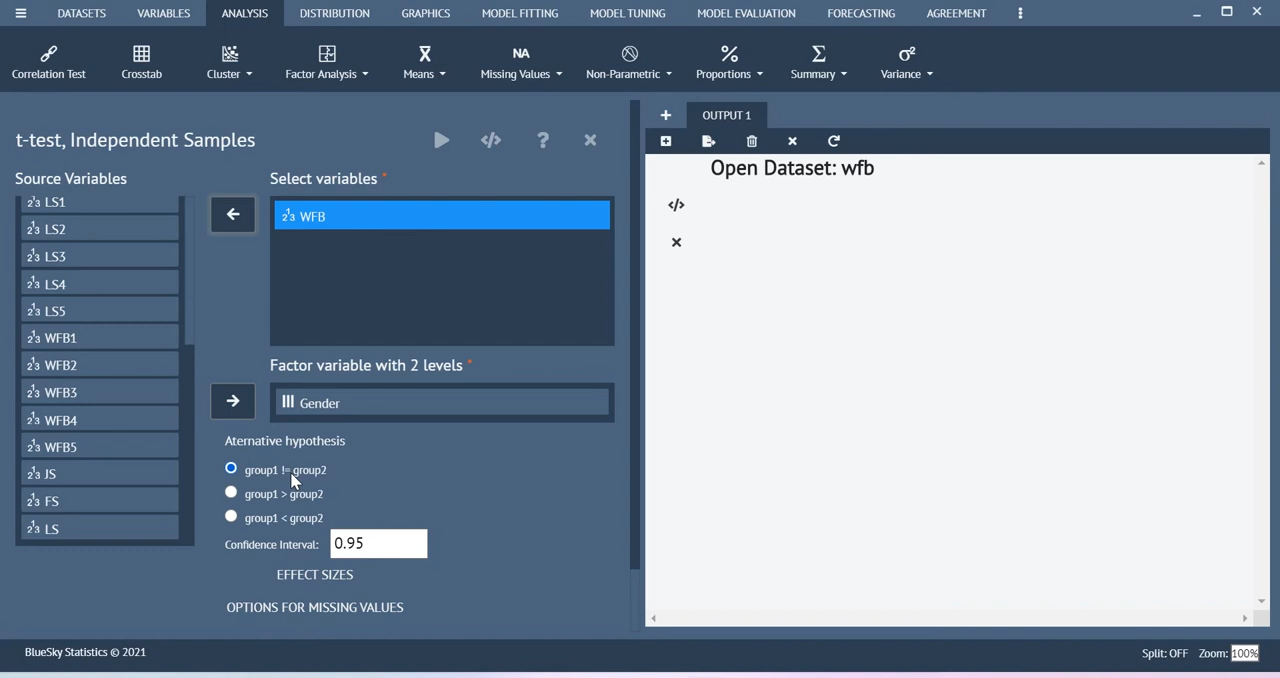 DATASETS VARIABLES ANALYSIS DISTRIBUTION GRAPHICS MODEL FITTING MODEL TUNING MODEL EVALUATION FORECASTING AGREEMENT
NA
Correlation Test Crosstab Cluster Factor Analysis Means Missing Values Non-Parametric Proportions Summary Variance
OUTPUT 1
t-test, Independent Samples
Source Variables
LS1
LS2
LS3
LS4
LS5
WFB1
WFB2
WFB3
WFB4
WFB5
JS
FS
LS
Select variables *
WFB
Factor variable with 2 levels *
Gender
Aternative hypothesis
group1 != group2
group1 > group2
group1 < group2
Confidence Interval: 0.95
EFFECT SIZES
OPTIONS FOR MISSING VALUES
Open Dataset: wfb
BlueSky Statistics © 2021
Split: OFF Zoom: 100%